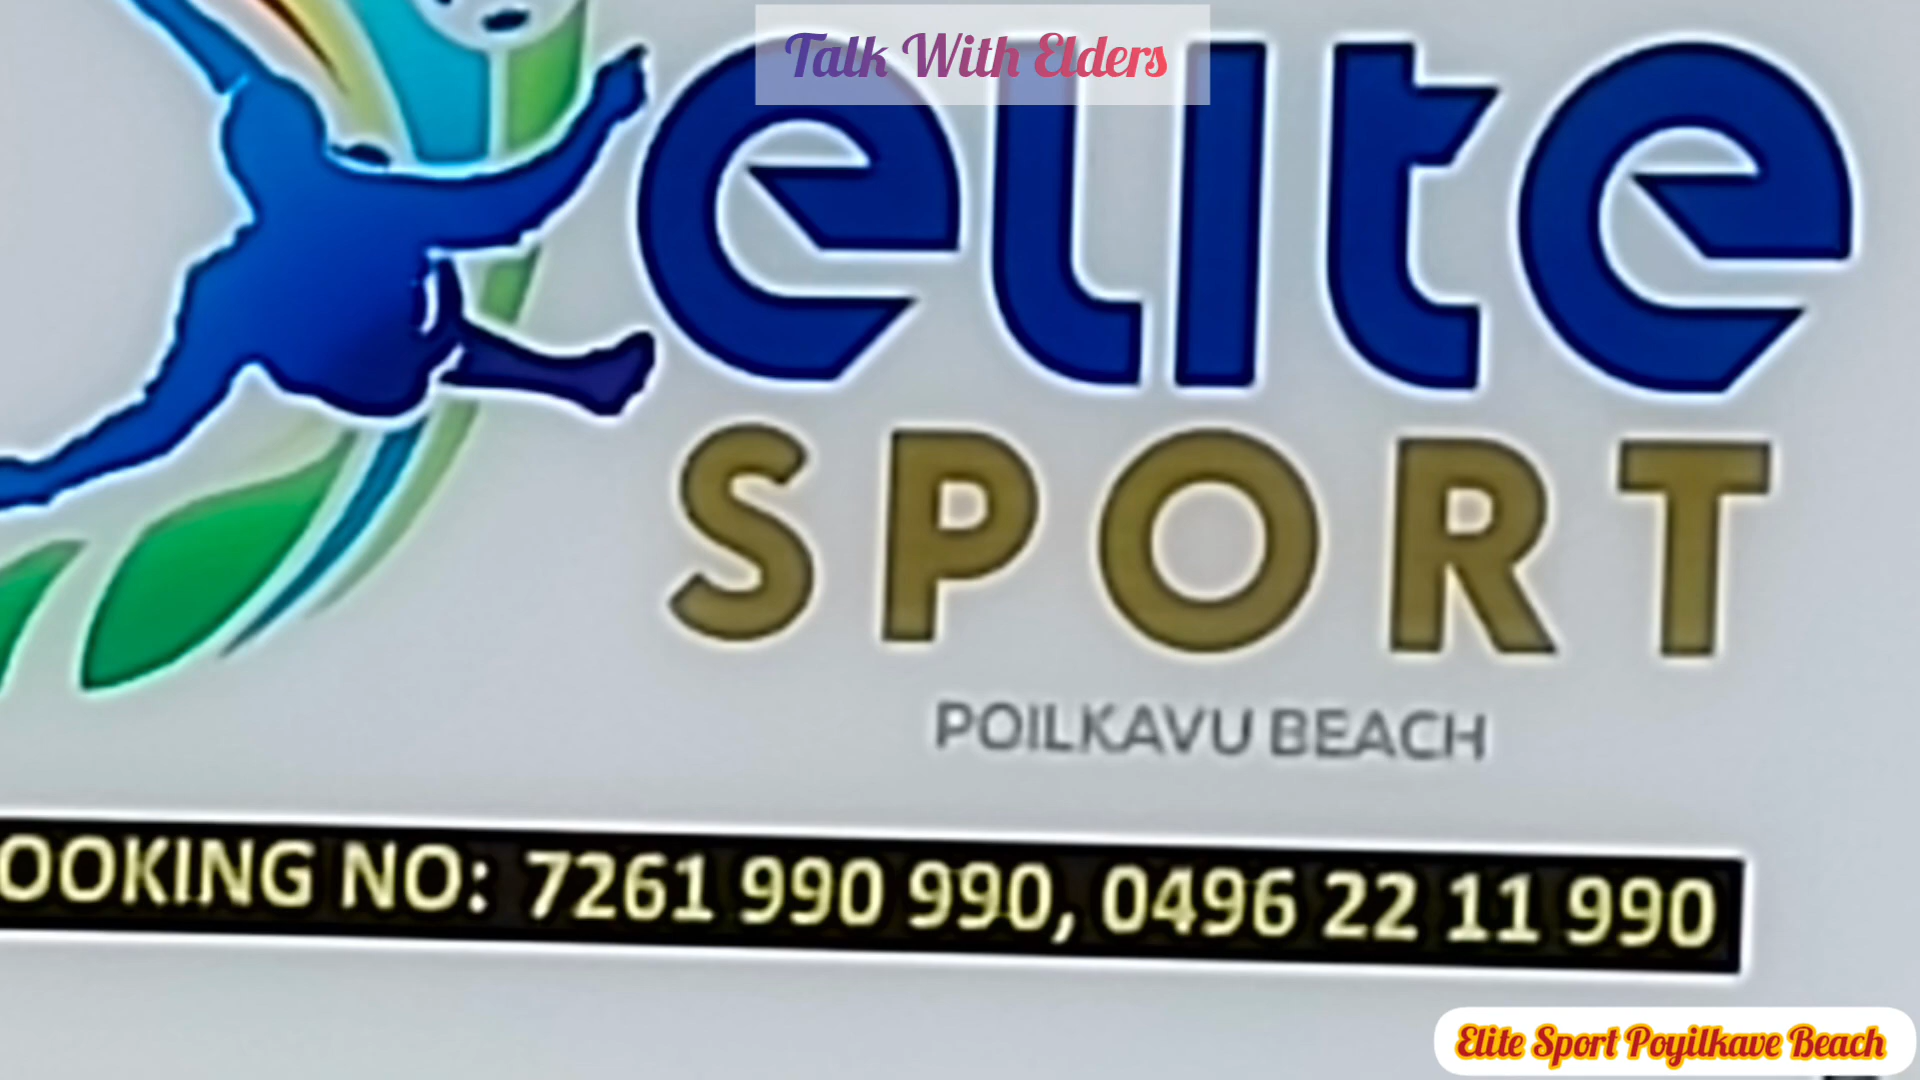 Talk With Elders
elite
SPORT
POILKAVU BEACH
OOKING NO: 7261 990 990, 0496 22 11 990
Elite Sport Poyilkave Beach